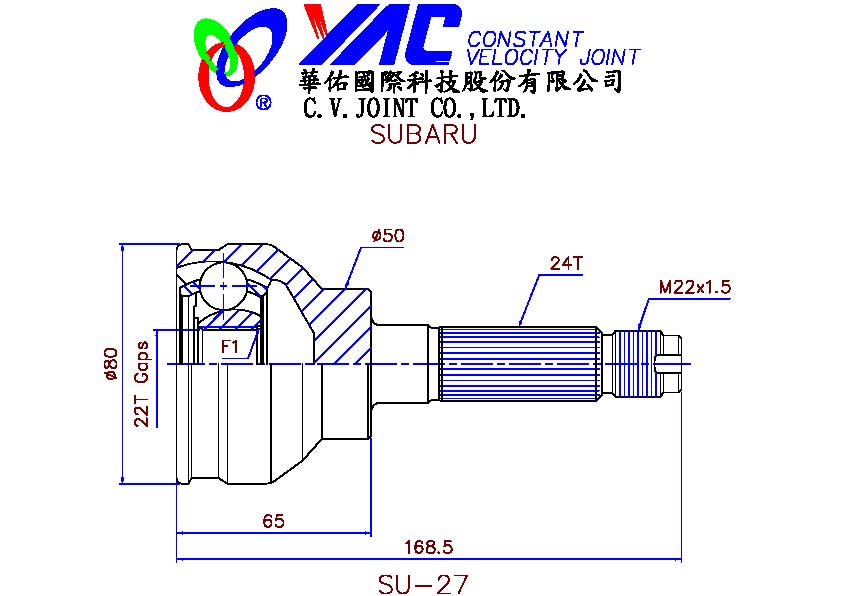 YAC CONSTANT
VELOCITY JOINT
®
華佑國際科技股份有限公司
C.V.JOINT CO.,LTD.
SUBARU
ø50
24T
M22x1.5
F1
ø80
22T Gaps
65
168.5
SU-27